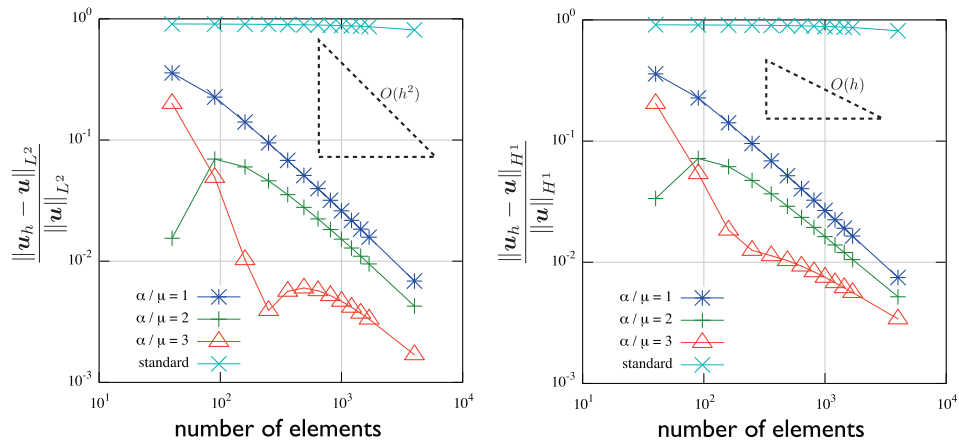 10^0
10^{-1}
10^{-2}
10^{-3}
‖u_h − u‖_{L^2}
‖u‖_{L^2}
O(h^2)
α / μ = 1
α / μ = 2
α / μ = 3
standard
10^1
10^2
10^3
10^4
number of elements
10^0
10^{-1}
10^{-2}
10^{-3}
‖u_h − u‖_{H^1}
‖u‖_{H^1}
O(h)
α / μ = 1
α / μ = 2
α / μ = 3
standard
10^1
10^2
10^3
10^4
number of elements